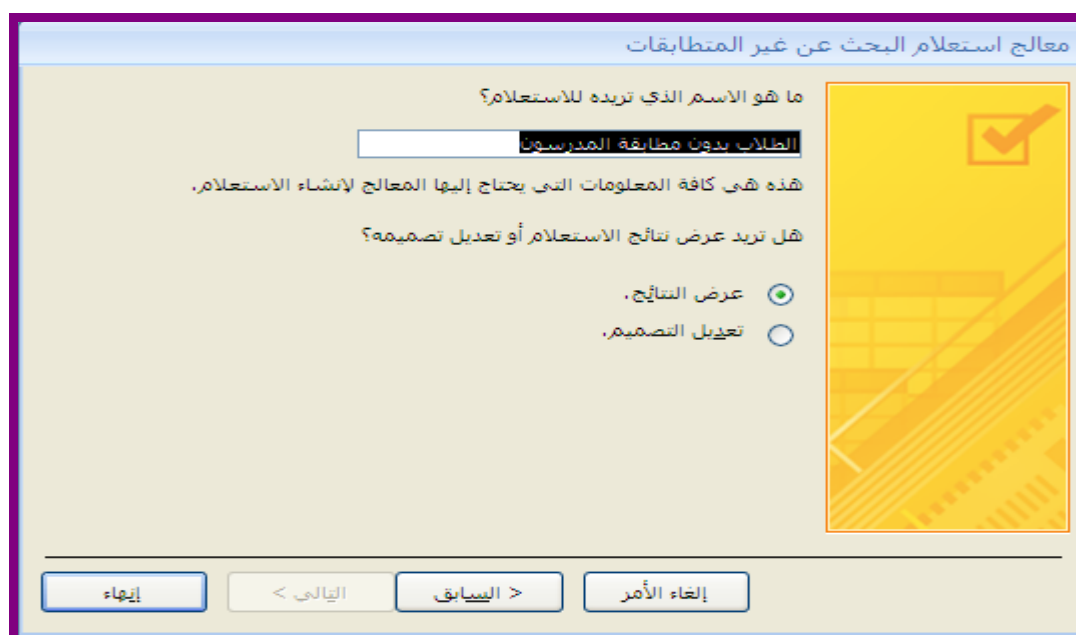 معالج استعلام البحث عن غير المتطابقات
ما هو الاسم الذي تريده للاستعلام؟
الطلاب بدون مطابقة المدرسون
هذه هي كافة المعلومات التي يحتاج إليها المعالج لإنشاء الاستعلام.
هل تريد عرض نتائج الاستعلام أو تعديل تصميمه؟
عرض النتائج.
تعديل التصميم.
إلغاء الأمر
< السابق
التالي >
إنهاء